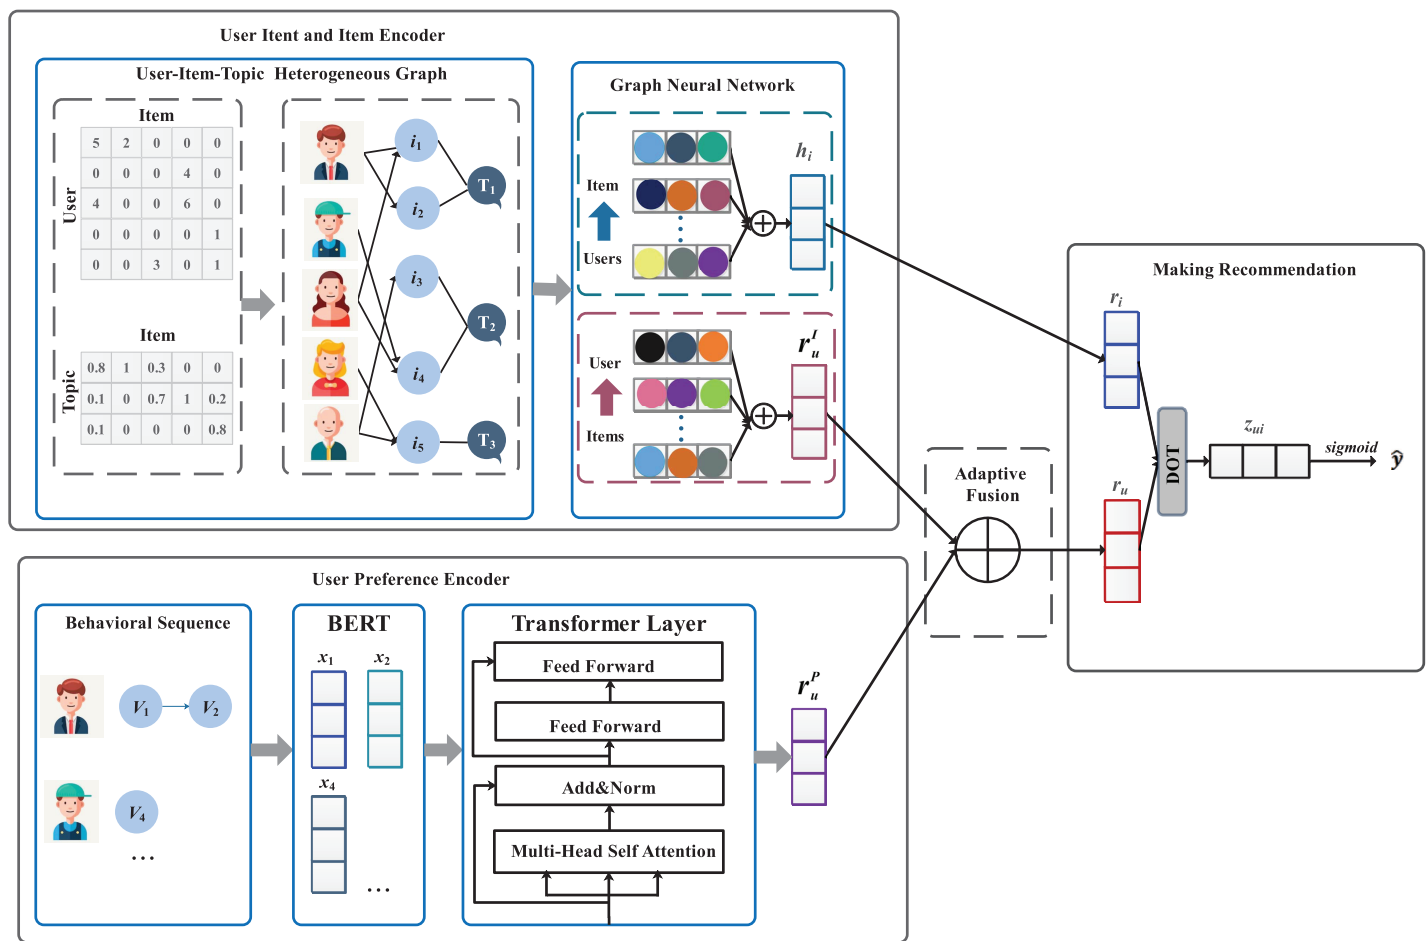 User Itent and Item Encoder
User-Item-Topic Heterogeneous Graph
Item
User
5 2 0 0 0
0 0 0 4 0
4 0 0 6 0
0 0 0 0 1
0 0 3 0 1
Item
Topic
0.8 1 0.3 0 0
0.1 0 0.7 1 0.2
0.1 0 0 0 0.8
i1
i2
i3
i4
i5
T1
T2
T3
Graph Neural Network
Item
Users
hi
User
Items
r_u^I
User Preference Encoder
Behavioral Sequence
V1 V2
V4
...
BERT
x1 x2
x4
...
Transformer Layer
Feed Forward
Feed Forward
Add&Norm
Multi-Head Self Attention
r_u^P
Adaptive
Fusion
Making Recommendation
ri
ru
DOT
zui
sigmoid
ŷ